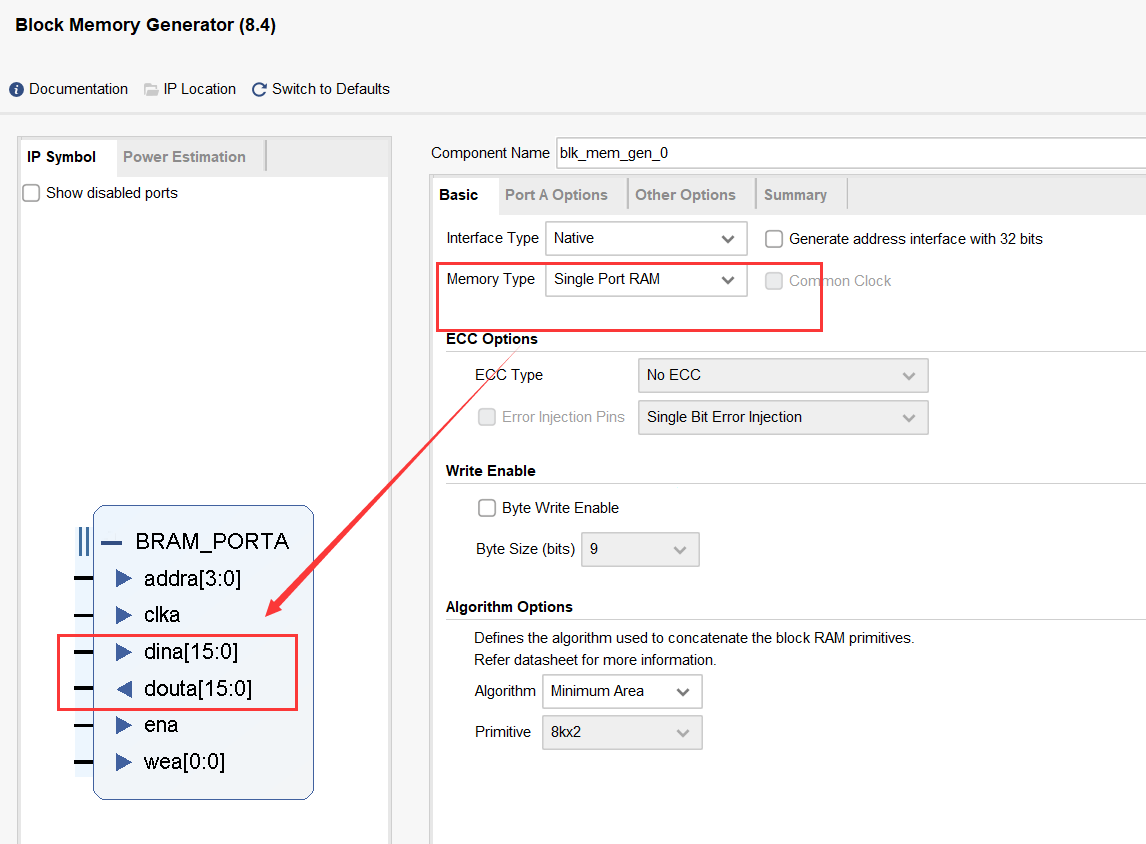 Block Memory Generator (8.4)
Documentation IP Location Switch to Defaults
IP Symbol Power Estimation
Show disabled ports
BRAM_PORTA
addra[3:0]
clka
dina[15:0]
douta[15:0]
ena
wea[0:0]
Component Name blk_mem_gen_0
Basic Port A Options Other Options Summary
Interface Type Native Generate address interface with 32 bits
Memory Type Single Port RAM Common Clock
ECC Options
ECC Type No ECC
Error Injection Pins Single Bit Error Injection
Write Enable
Byte Write Enable
Byte Size (bits) 9
Algorithm Options
Defines the algorithm used to concatenate the block RAM primitives.
Refer datasheet for more information.
Algorithm Minimum Area
Primitive 8kx2